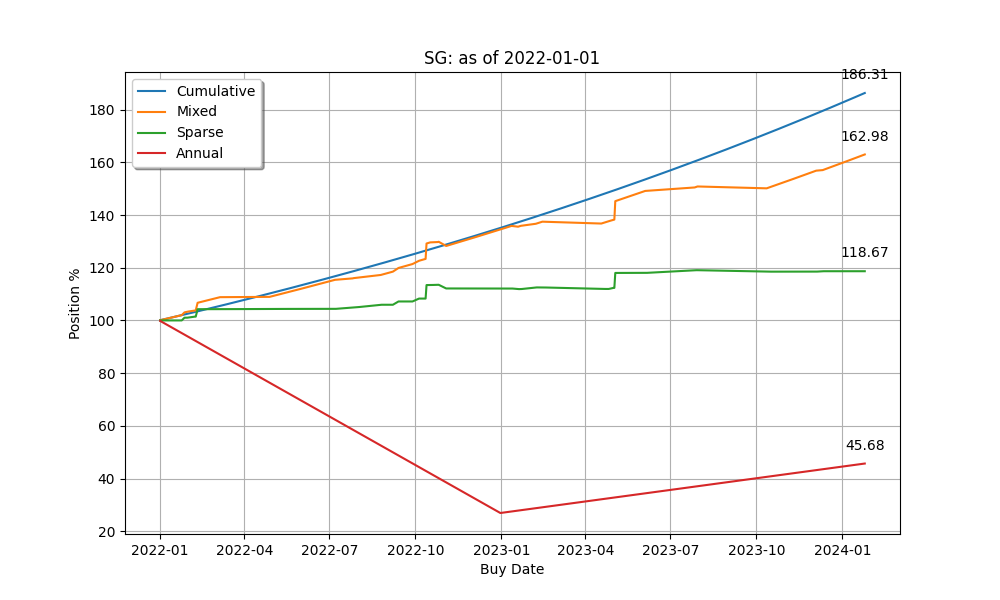 SG: as of 2022-01-01
186.31
Cumulative
Mixed
Sparse
Annual
162.98
118.67
45.68
Position %
180
160
140
120
100
80
60
40
20
2022-01 2022-04 2022-07 2022-10 2023-01 2023-04 2023-07 2023-10 2024-01
Buy Date